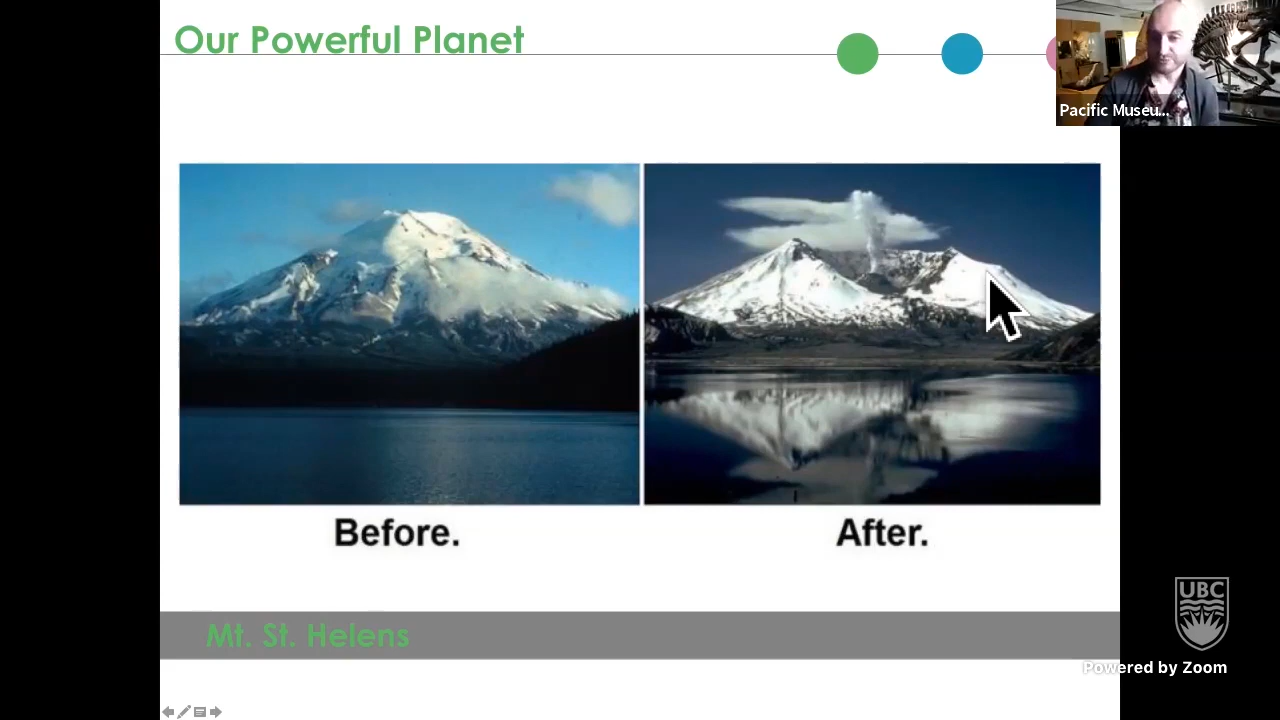 Our Powerful Planet
Pacific Museu...
Before.
After.
Mt. St. Helens
UBC
Powered by Zoom